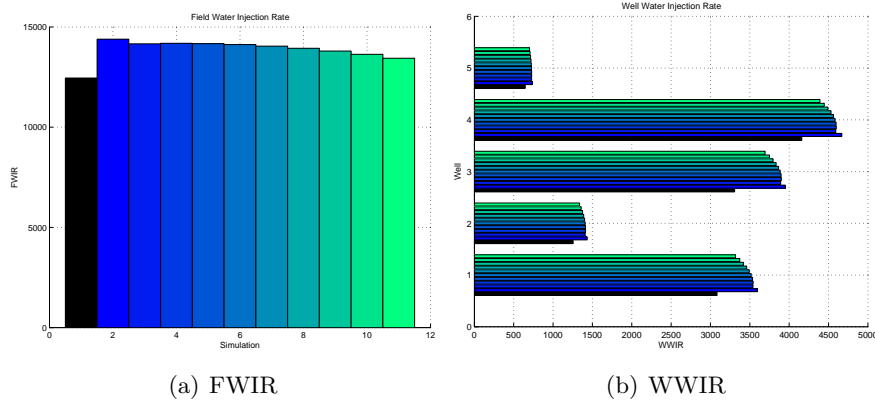 Field Water Injection Rate
15000
10000
5000
0
FWIR
0 2 4 6 8 10 12
Simulation
(a) FWIR
Well Water Injection Rate
6
5
4
3
2
1
0
Well
0 500 1000 1500 2000 2500 3000 3500 4000 4500 5000
WWIR
(b) WWIR